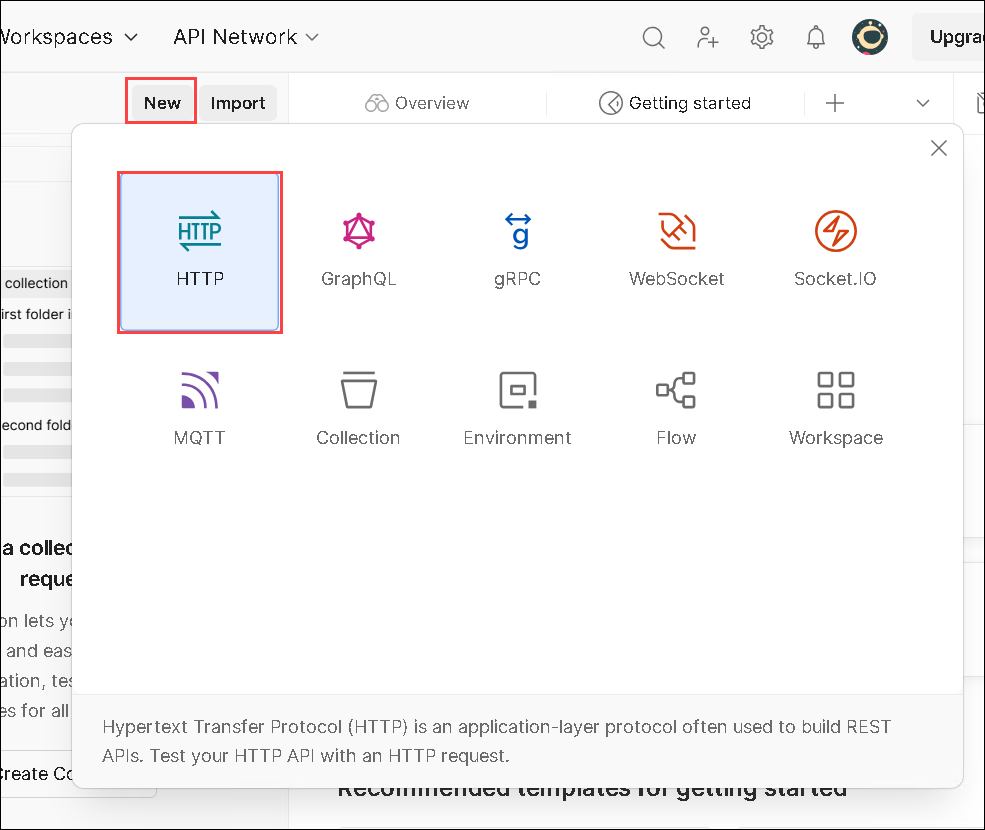 Workspaces API Network Upgra
New Import Overview Getting started
HTTP
HTTP GraphQL gRPC WebSocket Socket.IO
collection
irst folder i
MQTT Collection Environment Flow Workspace
econd fold
a collec
reque
on lets yo
and eas
ation, tes
es for all
Hypertext Transfer Protocol (HTTP) is an application-layer protocol often used to build REST
APIs. Test your HTTP API with an HTTP request.
Create Co
Recommended templates for getting started